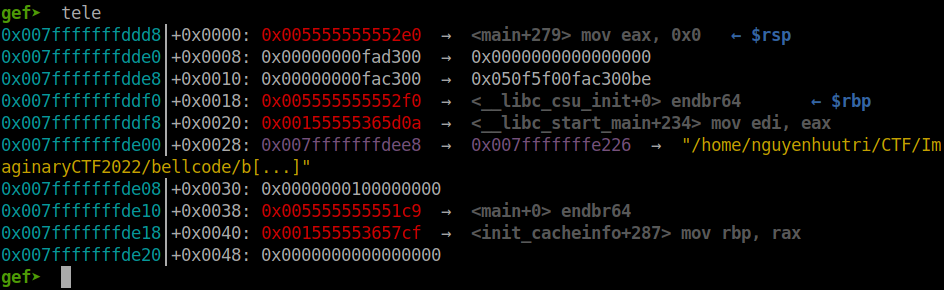 gef➤  tele
0x007fffffffddd8│+0x0000: 0x005555555552e0  →  <main+279> mov eax, 0x0   ← $rsp
0x007fffffffdde0│+0x0008: 0x00000000fad300  →  0x0000000000000000
0x007fffffffdde8│+0x0010: 0x00000000fac300  →  0x050f5f00fac300be
0x007fffffffddf0│+0x0018: 0x005555555552f0  →  <__libc_csu_init+0> endbr64       ← $rbp
0x007fffffffddf8│+0x0020: 0x00155555365d0a  →  <__libc_start_main+234> mov edi, eax
0x007fffffffde00│+0x0028: 0x007fffffffdee8  →  0x007fffffffe226  →  "/home/nguyenhuutri/CTF/Im
aginaryCTF2022/bellcode/b[...]"
0x007fffffffde08│+0x0030: 0x0000000100000000
0x007fffffffde10│+0x0038: 0x005555555551c9  →  <main+0> endbr64
0x007fffffffde18│+0x0040: 0x001555553657cf  →  <init_cacheinfo+287> mov rbp, rax
0x007fffffffde20│+0x0048: 0x0000000000000000
gef➤